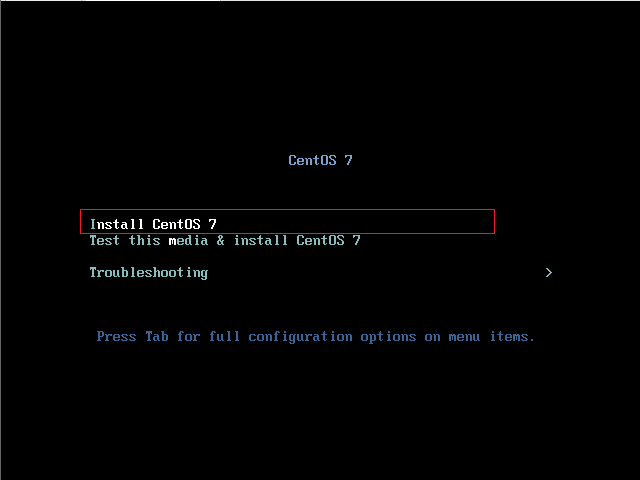 CentOS 7
Install CentOS 7
Test this media & install CentOS 7
Troubleshooting >
Press Tab for full configuration options on menu items.